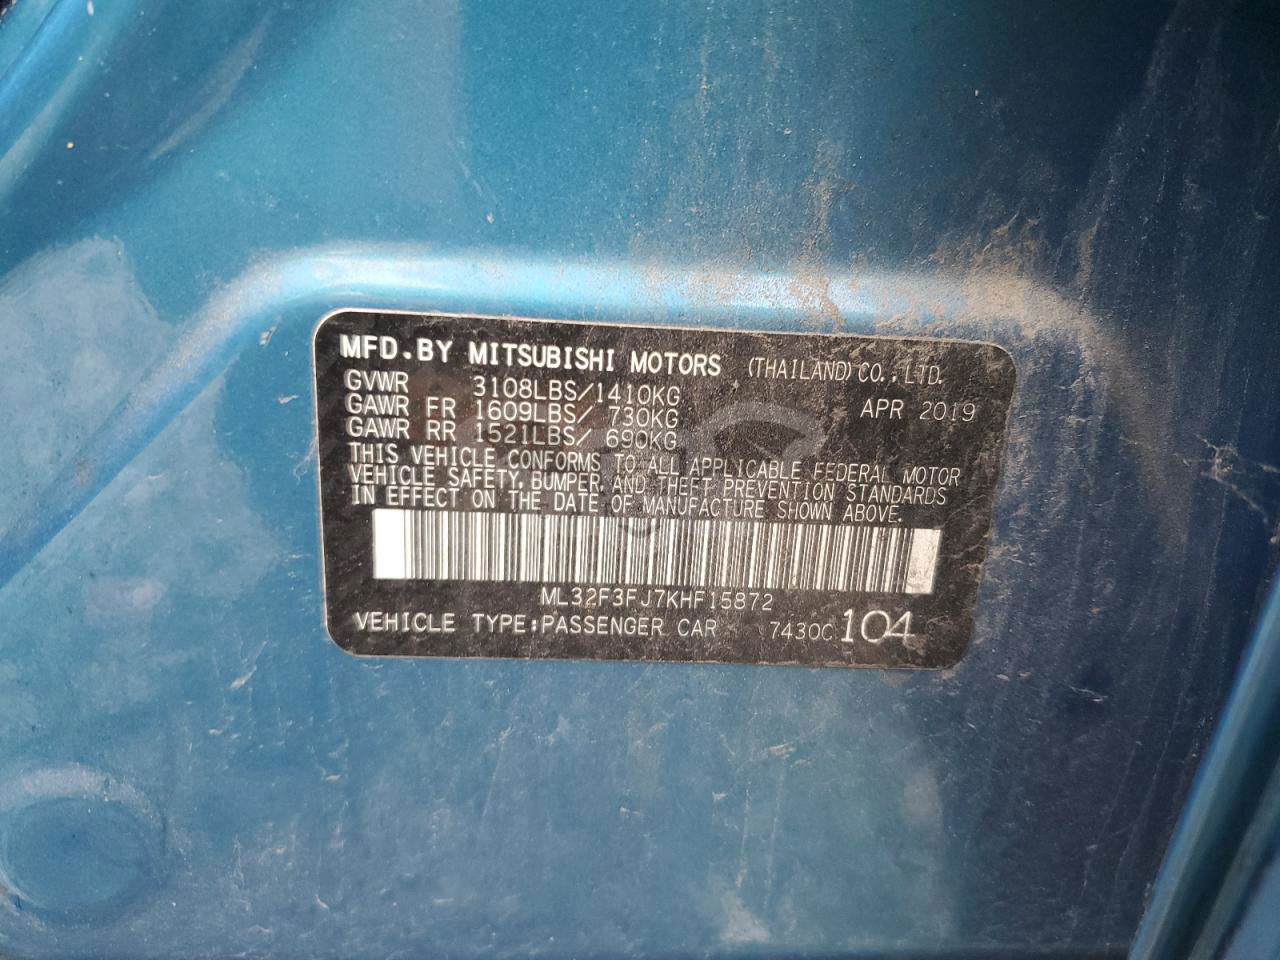 MFD.BY MITSUBISHI MOTORS (THAILAND) CO., LTD.
GVWR 3108LBS/1410KG APR 2019
GAWR FR 1609LBS/ 730KG
GAWR RR 1521LBS/ 690KG
THIS VEHICLE CONFORMS TO ALL APPLICABLE FEDERAL MOTOR
VEHICLE SAFETY, BUMPER, AND THEFT PREVENTION STANDARDS
IN EFFECT ON THE DATE OF MANUFACTURE SHOWN ABOVE.
ML32F3FJ7KHF15872
VEHICLE TYPE:PASSENGER CAR 7430C 104